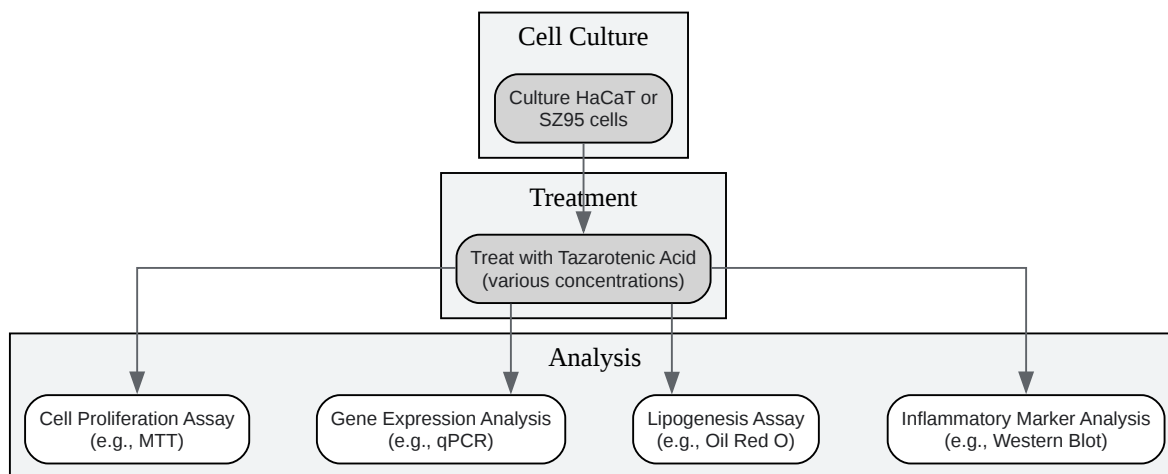 Cell Culture
Culture HaCaT or
SZ95 cells
Treatment
Treat with Tazarotenic Acid
(various concentrations)
Analysis
Cell Proliferation Assay
(e.g., MTT)
Gene Expression Analysis
(e.g., qPCR)
Lipogenesis Assay
(e.g., Oil Red O)
Inflammatory Marker Analysis
(e.g., Western Blot)